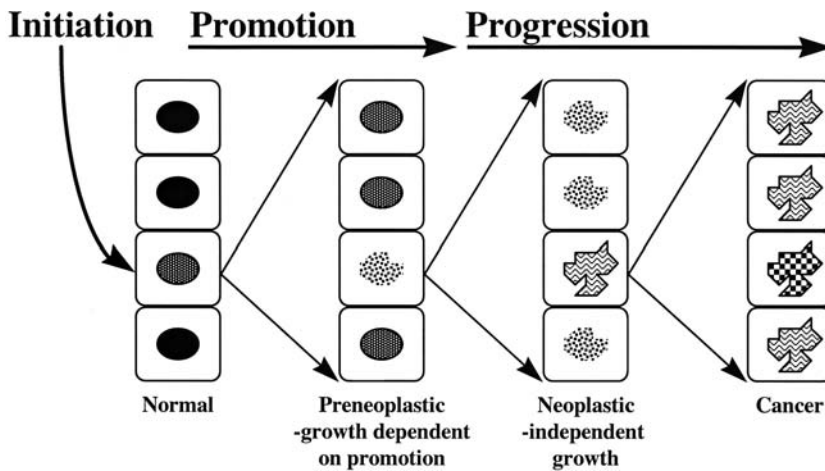 Initiation
Promotion
Progression
Normal
Preneoplastic
-growth dependent
on promotion
Neoplastic
-independent
growth
Cancer